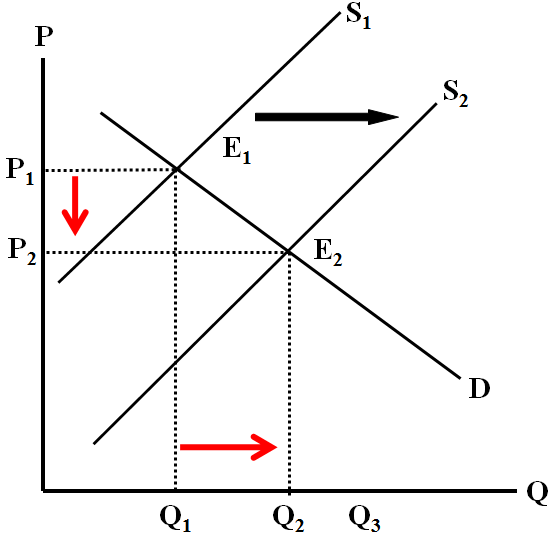 S₁
P
S₂
E₁
P₁
P₂
E₂
D
Q
Q₁ Q₂ Q₃